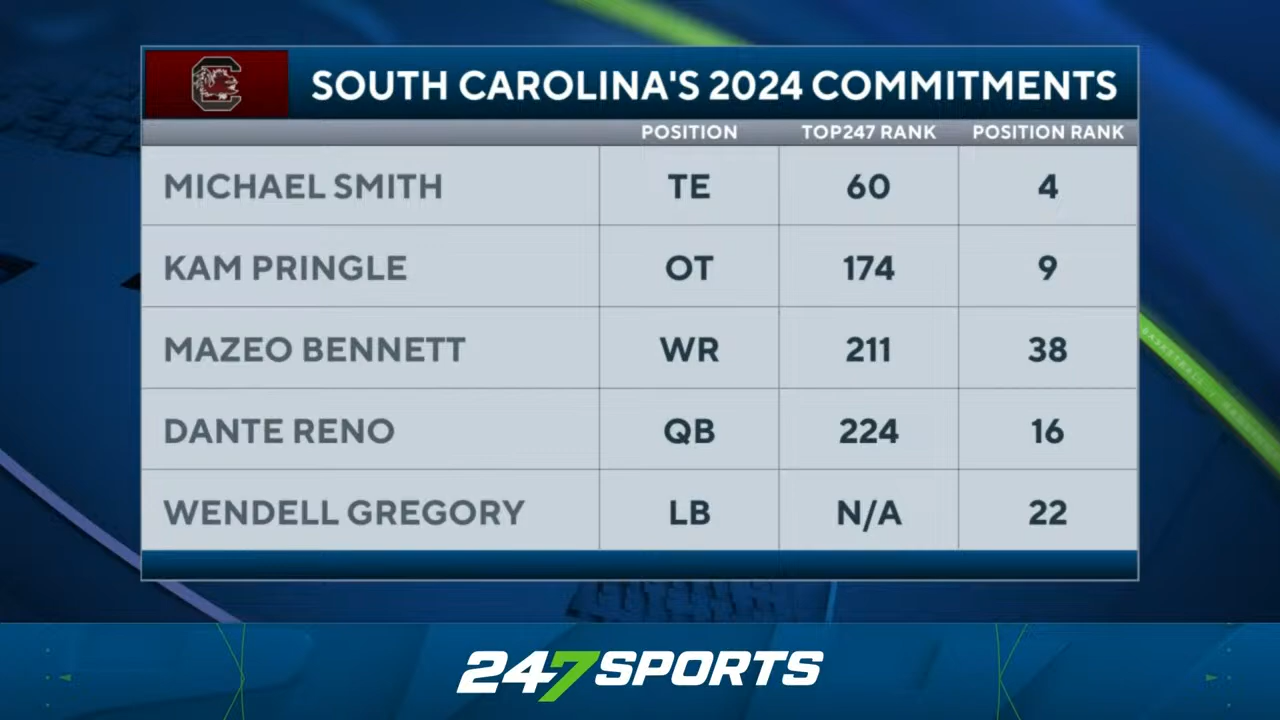 SOUTH CAROLINA'S 2024 COMMITMENTS
POSITION TOP247 RANK POSITION RANK
MICHAEL SMITH TE 60 4
KAM PRINGLE OT 174 9
MAZEO BENNETT WR 211 38
DANTE RENO QB 224 16
WENDELL GREGORY LB N/A 22
BASKETBALL
247SPORTS